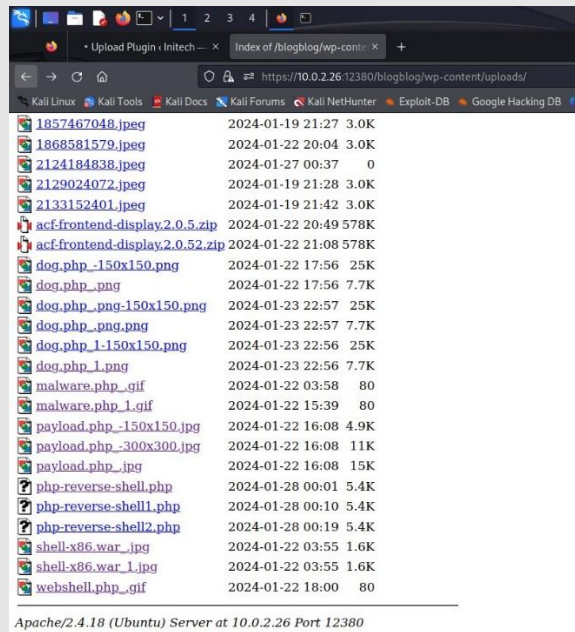 1 2 3 4
• Upload Plugin ‹ Initech — × Index of /blogblog/wp-conte × +
https://10.0.2.26:12380/blogblog/wp-content/uploads/
Kali Linux Kali Tools Kali Docs Kali Forums Kali NetHunter Exploit-DB Google Hacking DB
1857467048.jpeg 2024-01-19 21:27 3.0K
1868581579.jpeg 2024-01-22 20:04 3.0K
2124184838.jpeg 2024-01-27 00:37 0
2129024072.jpeg 2024-01-19 21:28 3.0K
2133152401.jpeg 2024-01-19 21:42 3.0K
acf-frontend-display.2.0.5.zip 2024-01-22 20:49 578K
acf-frontend-display.2.0.52.zip 2024-01-22 21:08 578K
dog.php_-150x150.png 2024-01-22 17:56 25K
dog.php_.png 2024-01-22 17:56 7.7K
dog.php_.png-150x150.png 2024-01-23 22:57 25K
dog.php_.png.png 2024-01-23 22:57 7.7K
dog.php_1-150x150.png 2024-01-23 22:56 25K
dog.php_1.png 2024-01-23 22:56 7.7K
malware.php_.gif 2024-01-22 03:58 80
malware.php_1.gif 2024-01-22 15:39 80
payload.php_-150x150.jpg 2024-01-22 16:08 4.9K
payload.php_-300x300.jpg 2024-01-22 16:08 11K
payload.php_.jpg 2024-01-22 16:08 15K
php-reverse-shell.php 2024-01-28 00:01 5.4K
php-reverse-shell1.php 2024-01-28 00:10 5.4K
php-reverse-shell2.php 2024-01-28 00:19 5.4K
shell-x86.war_.jpg 2024-01-22 03:55 1.6K
shell-x86.war_1.jpg 2024-01-22 03:55 1.6K
webshell.php_.gif 2024-01-22 18:00 80
Apache/2.4.18 (Ubuntu) Server at 10.0.2.26 Port 12380